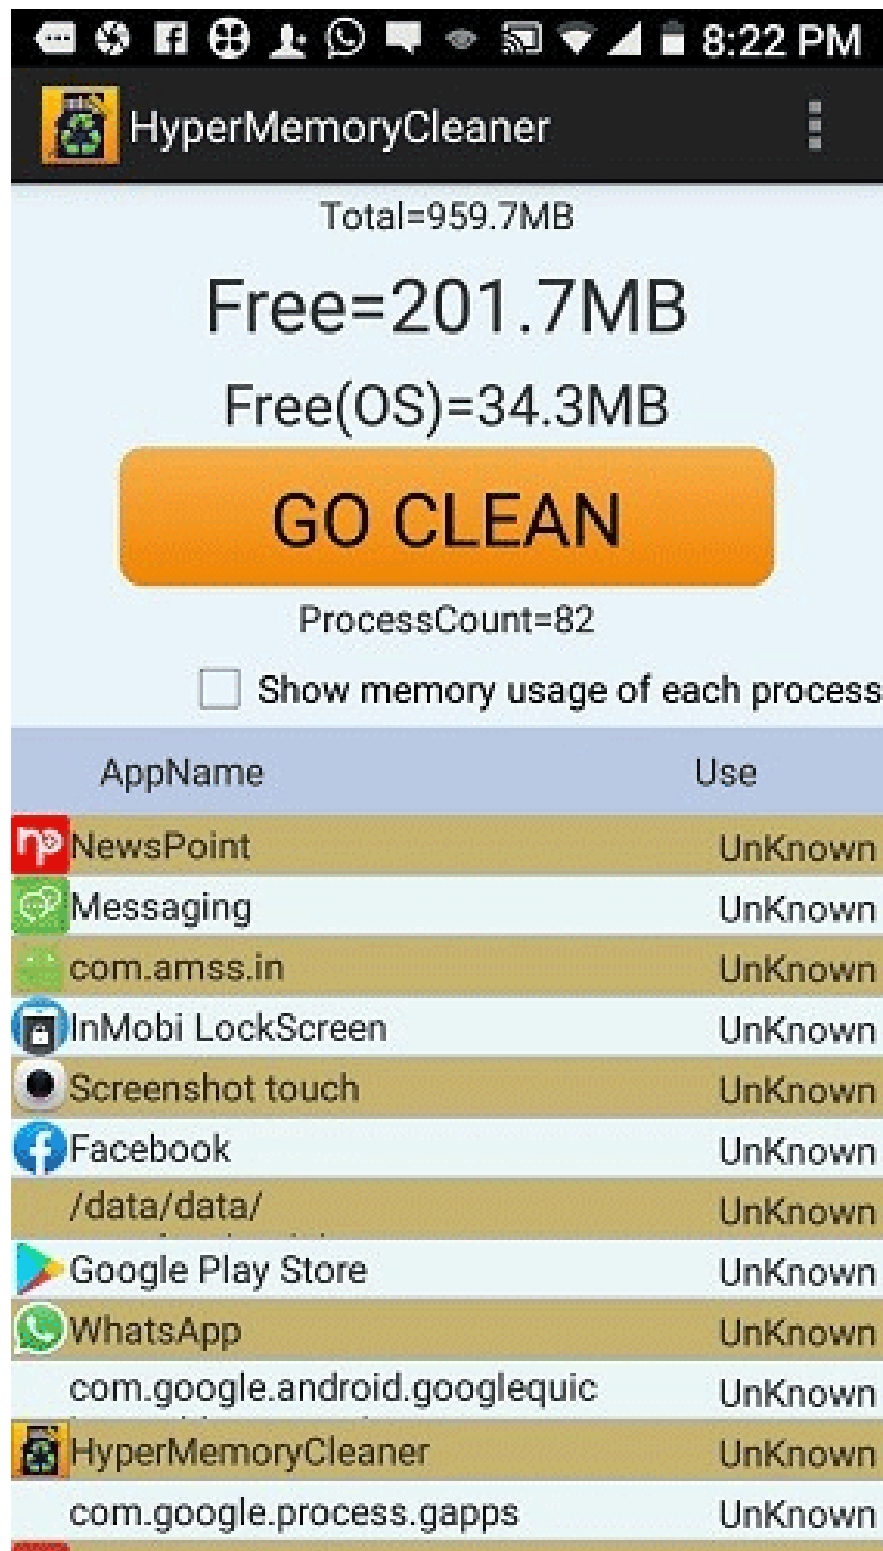 8:22 PM
HyperMemoryCleaner
Total=959.7MB
Free=201.7MB
Free(OS)=34.3MB
GO CLEAN
ProcessCount=82
Show memory usage of each process
AppName Use
NewsPoint UnKnown
Messaging UnKnown
com.amss.in UnKnown
InMobi LockScreen UnKnown
Screenshot touch UnKnown
Facebook UnKnown
/data/data/ UnKnown
Google Play Store UnKnown
WhatsApp UnKnown
com.google.android.googlequic UnKnown
HyperMemoryCleaner UnKnown
com.google.process.gapps UnKnown